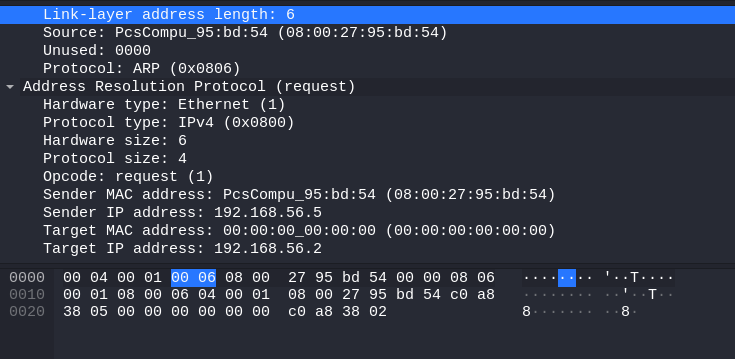 Link-layer address length: 6
Source: PcsCompu_95:bd:54 (08:00:27:95:bd:54)
Unused: 0000
Protocol: ARP (0x0806)
Address Resolution Protocol (request)
Hardware type: Ethernet (1)
Protocol type: IPv4 (0x0800)
Hardware size: 6
Protocol size: 4
Opcode: request (1)
Sender MAC address: PcsCompu_95:bd:54 (08:00:27:95:bd:54)
Sender IP address: 192.168.56.5
Target MAC address: 00:00:00_00:00:00 (00:00:00:00:00:00)
Target IP address: 192.168.56.2
0000 00 04 00 01 00 06 08 00 27 95 bd 54 00 00 08 06 ········ '··T····
0010 00 01 08 00 06 04 00 01 08 00 27 95 bd 54 c0 a8 ········ ··'··T··
0020 38 05 00 00 00 00 00 00 c0 a8 38 02 8······· ··8·